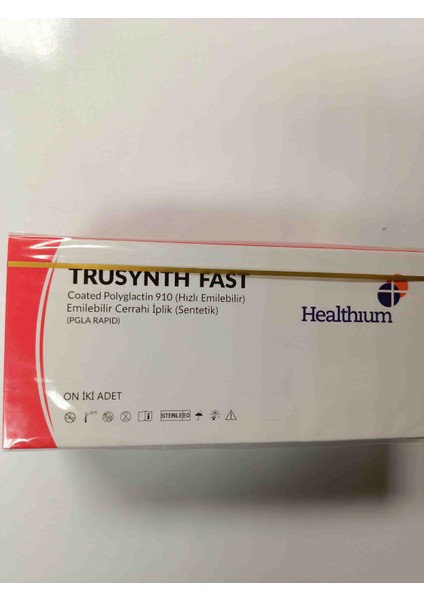 TRUSYNTH FAST
Coated Polyglactin 910 (Hızlı Emilebilir)
Emilebilir Cerrahi İplik (Sentetik)
(PGLA RAPID)
Healthium
ON İKİ ADET
STERILE EO